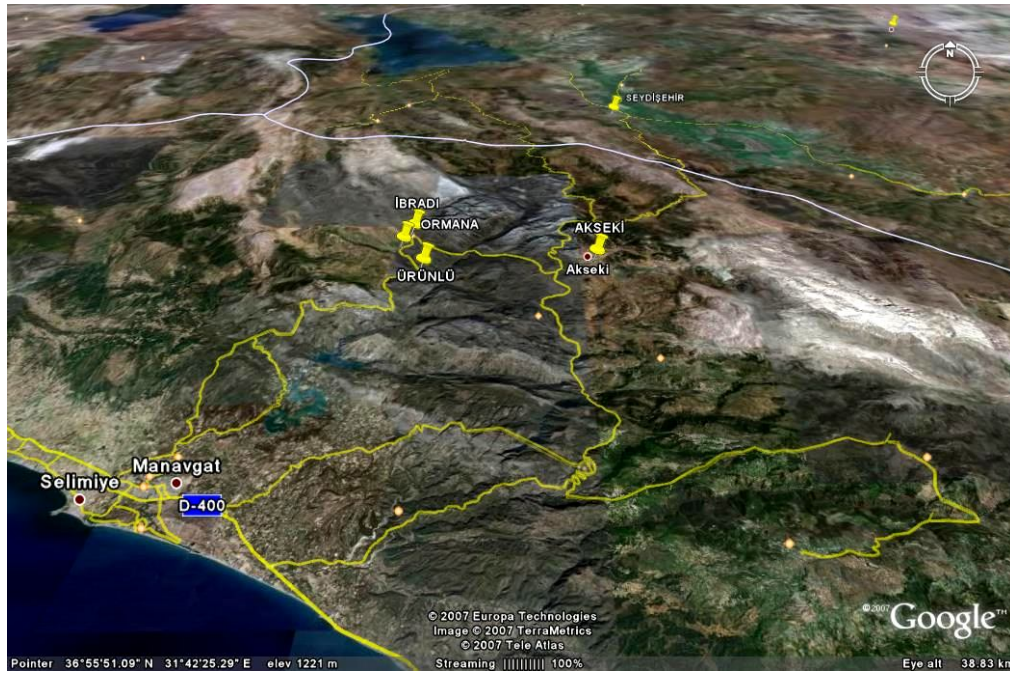 N
SEYDİŞEHİR
İBRADI
ORMANA
AKSEKİ
ÜRÜNLÜ
Akseki
Manavgat
Selimiye
D-400
© 2007 Europa Technologies
Image © 2007 TerraMetrics
© 2007 Tele Atlas
©2007 Google™
Pointer 36°55'51.09" N 31°42'25.29" E elev 1221 m Streaming ||||||||| 100% Eye alt 38.83 km